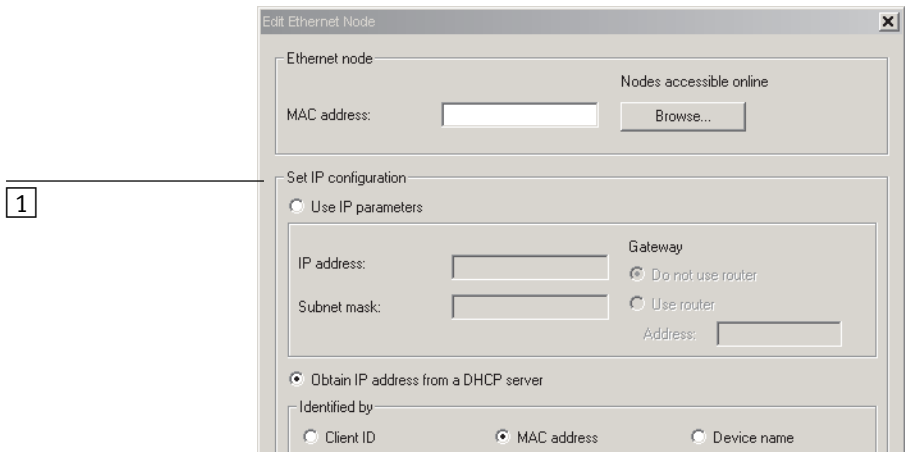 Edit Ethernet Node
Ethernet node
Nodes accessible online
MAC address:
Browse...
Set IP configuration
1
Use IP parameters
Gateway
IP address:
Do not use router
Subnet mask:
Use router
Address:
Obtain IP address from a DHCP server
Identified by
Client ID MAC address Device name